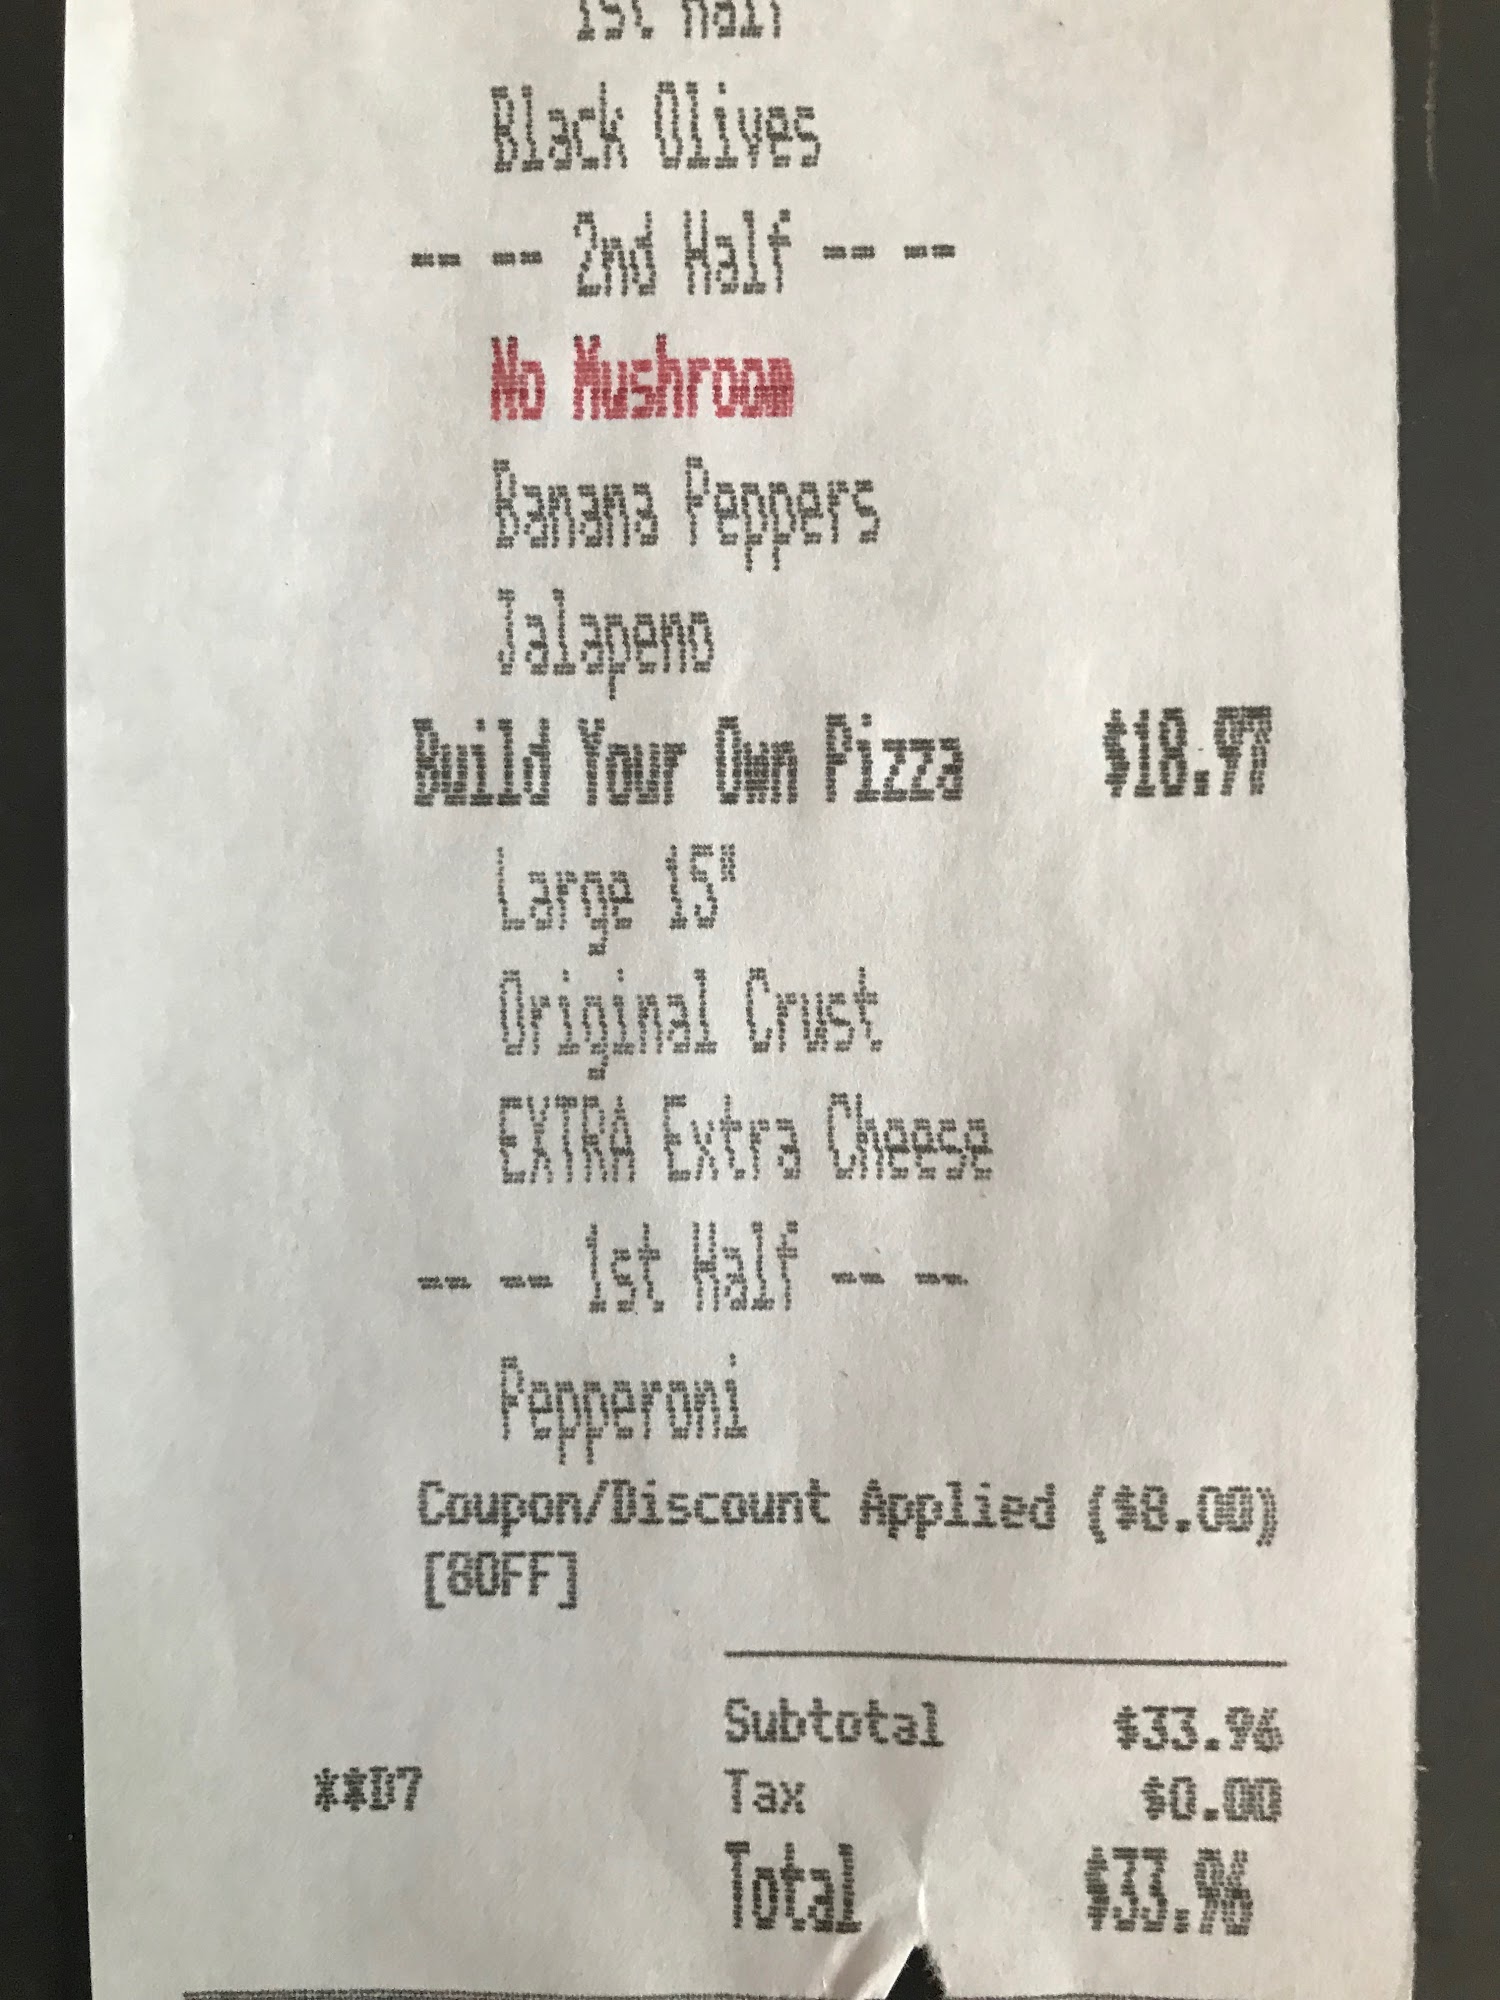 1st Half
Black Olives
-- -- 2nd Half -- --
No Mushroom
Banana Peppers
Jalapeno
Build Your Own Pizza $18.97
Large 15"
Original Crust
EXTRA Extra Cheese
-- -- 1st Half -- --
Pepperoni
Coupon/Discount Applied ($8.00)
[8OFF]
Subtotal $33.96
**D7 Tax $0.00
Total $33.96